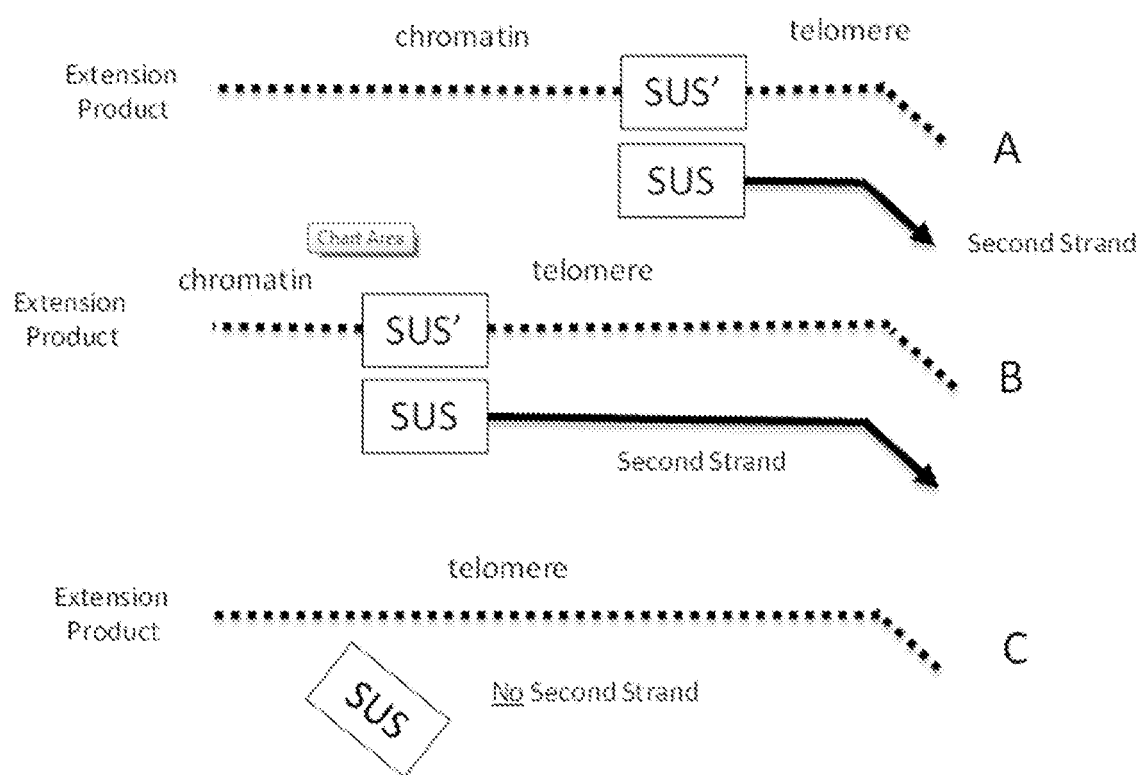 chromatin
telomere
Extension
Product
SUS'
A
SUS
Second Strand
Chart Area
chromatin
telomere
Extension
Product
SUS'
B
SUS
Second Strand
telomere
Extension
Product
C
SUS
No Second Strand